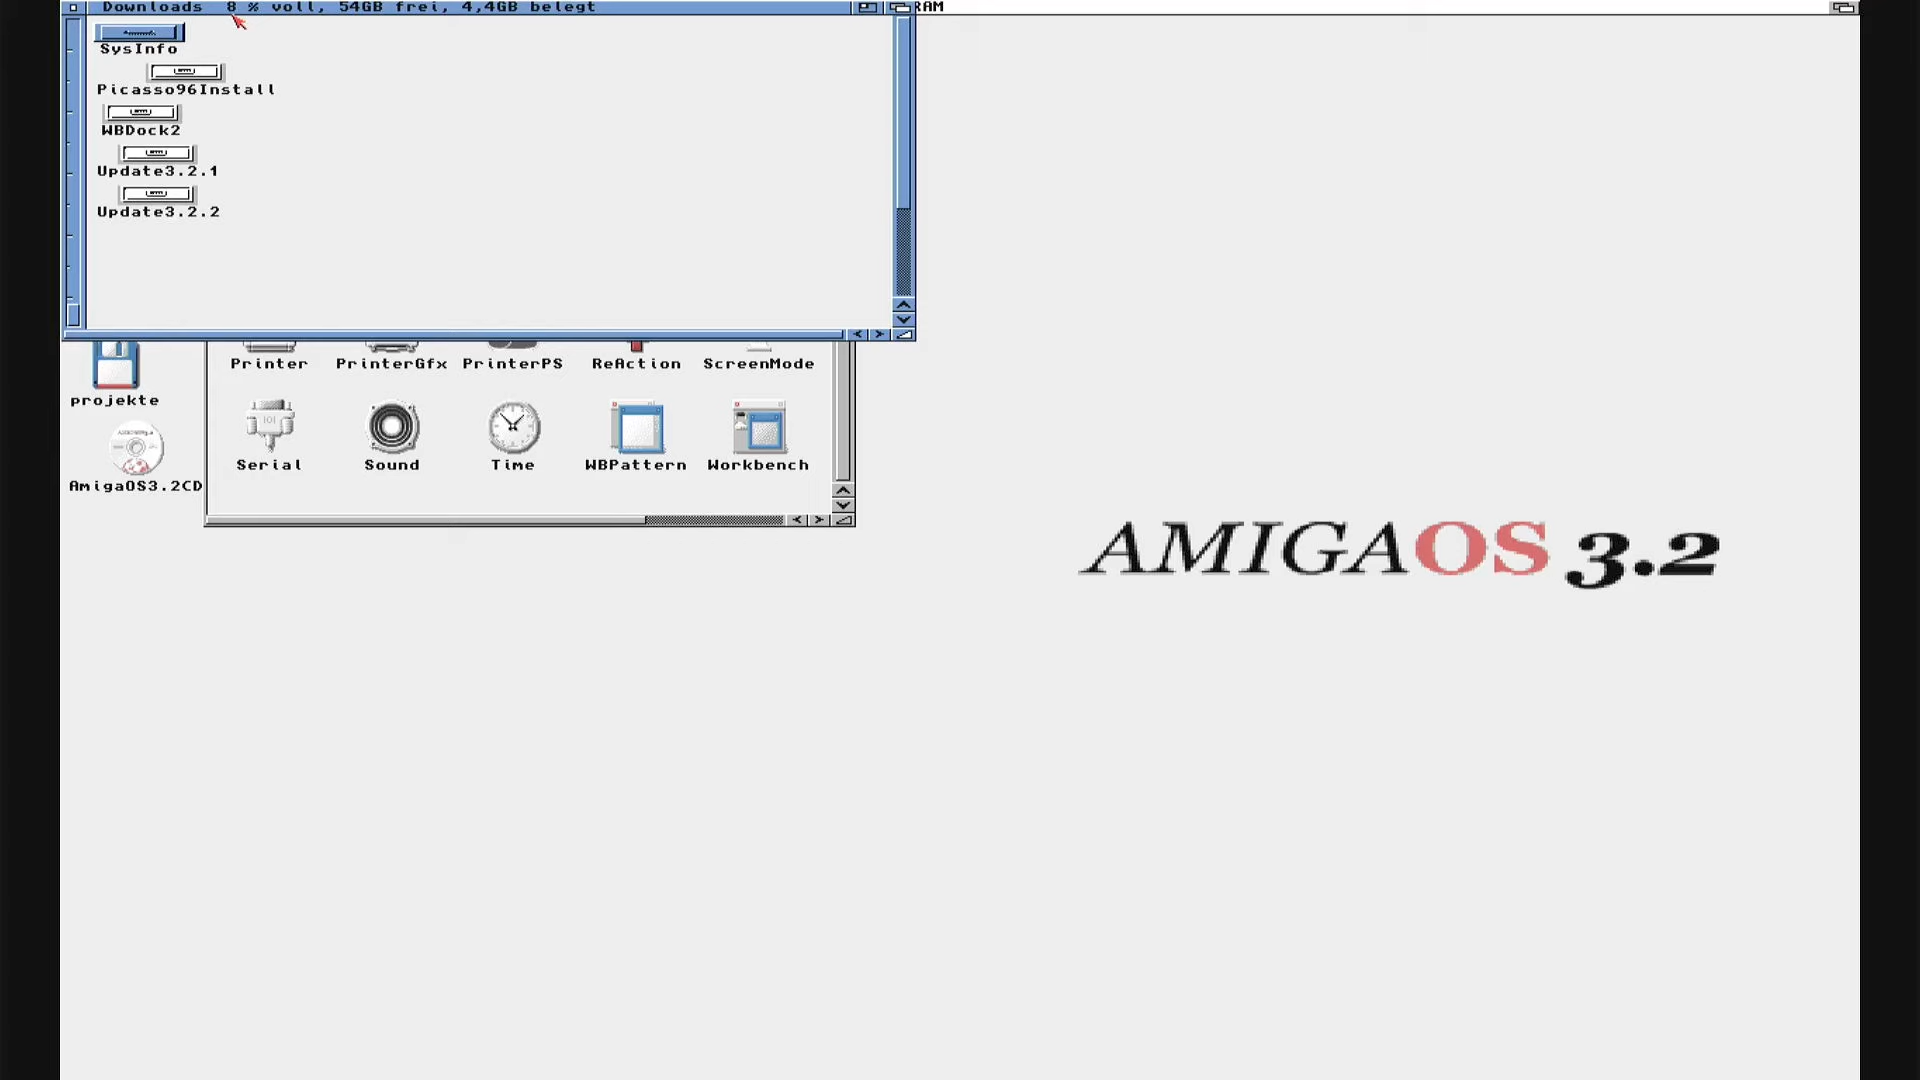 Downloads 8 % voll, 54GB frei, 4,4GB belegt
RAM
SysInfo
Picasso96Install
WBDock2
Update3.2.1
Update3.2.2
Printer PrinterGfx PrinterPS ReAction ScreenMode
projekte
Serial Sound Time WBPattern Workbench
AmigaOS3.2CD
AMIGAOS 3.2